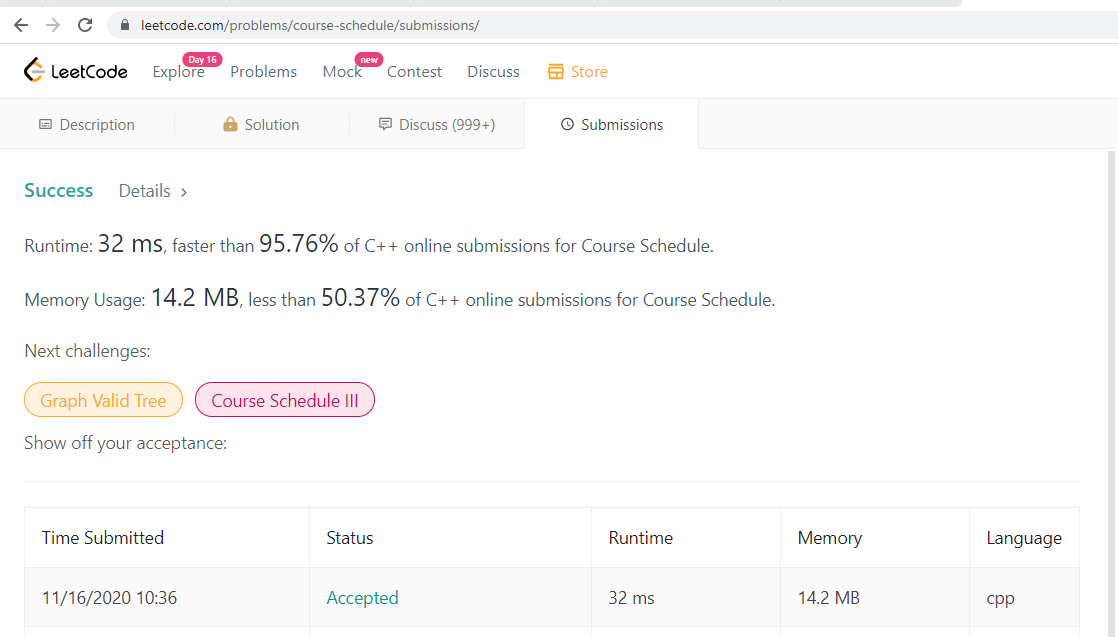 leetcode.com/problems/course-schedule/submissions/
LeetCode Explore Day 16 Problems Mock new Contest Discuss Store
Description Solution Discuss (999+) Submissions
Success Details >
Runtime: 32 ms, faster than 95.76% of C++ online submissions for Course Schedule.
Memory Usage: 14.2 MB, less than 50.37% of C++ online submissions for Course Schedule.
Next challenges:
Graph Valid Tree Course Schedule III
Show off your acceptance:
Time Submitted Status Runtime Memory Language
11/16/2020 10:36 Accepted 32 ms 14.2 MB cpp